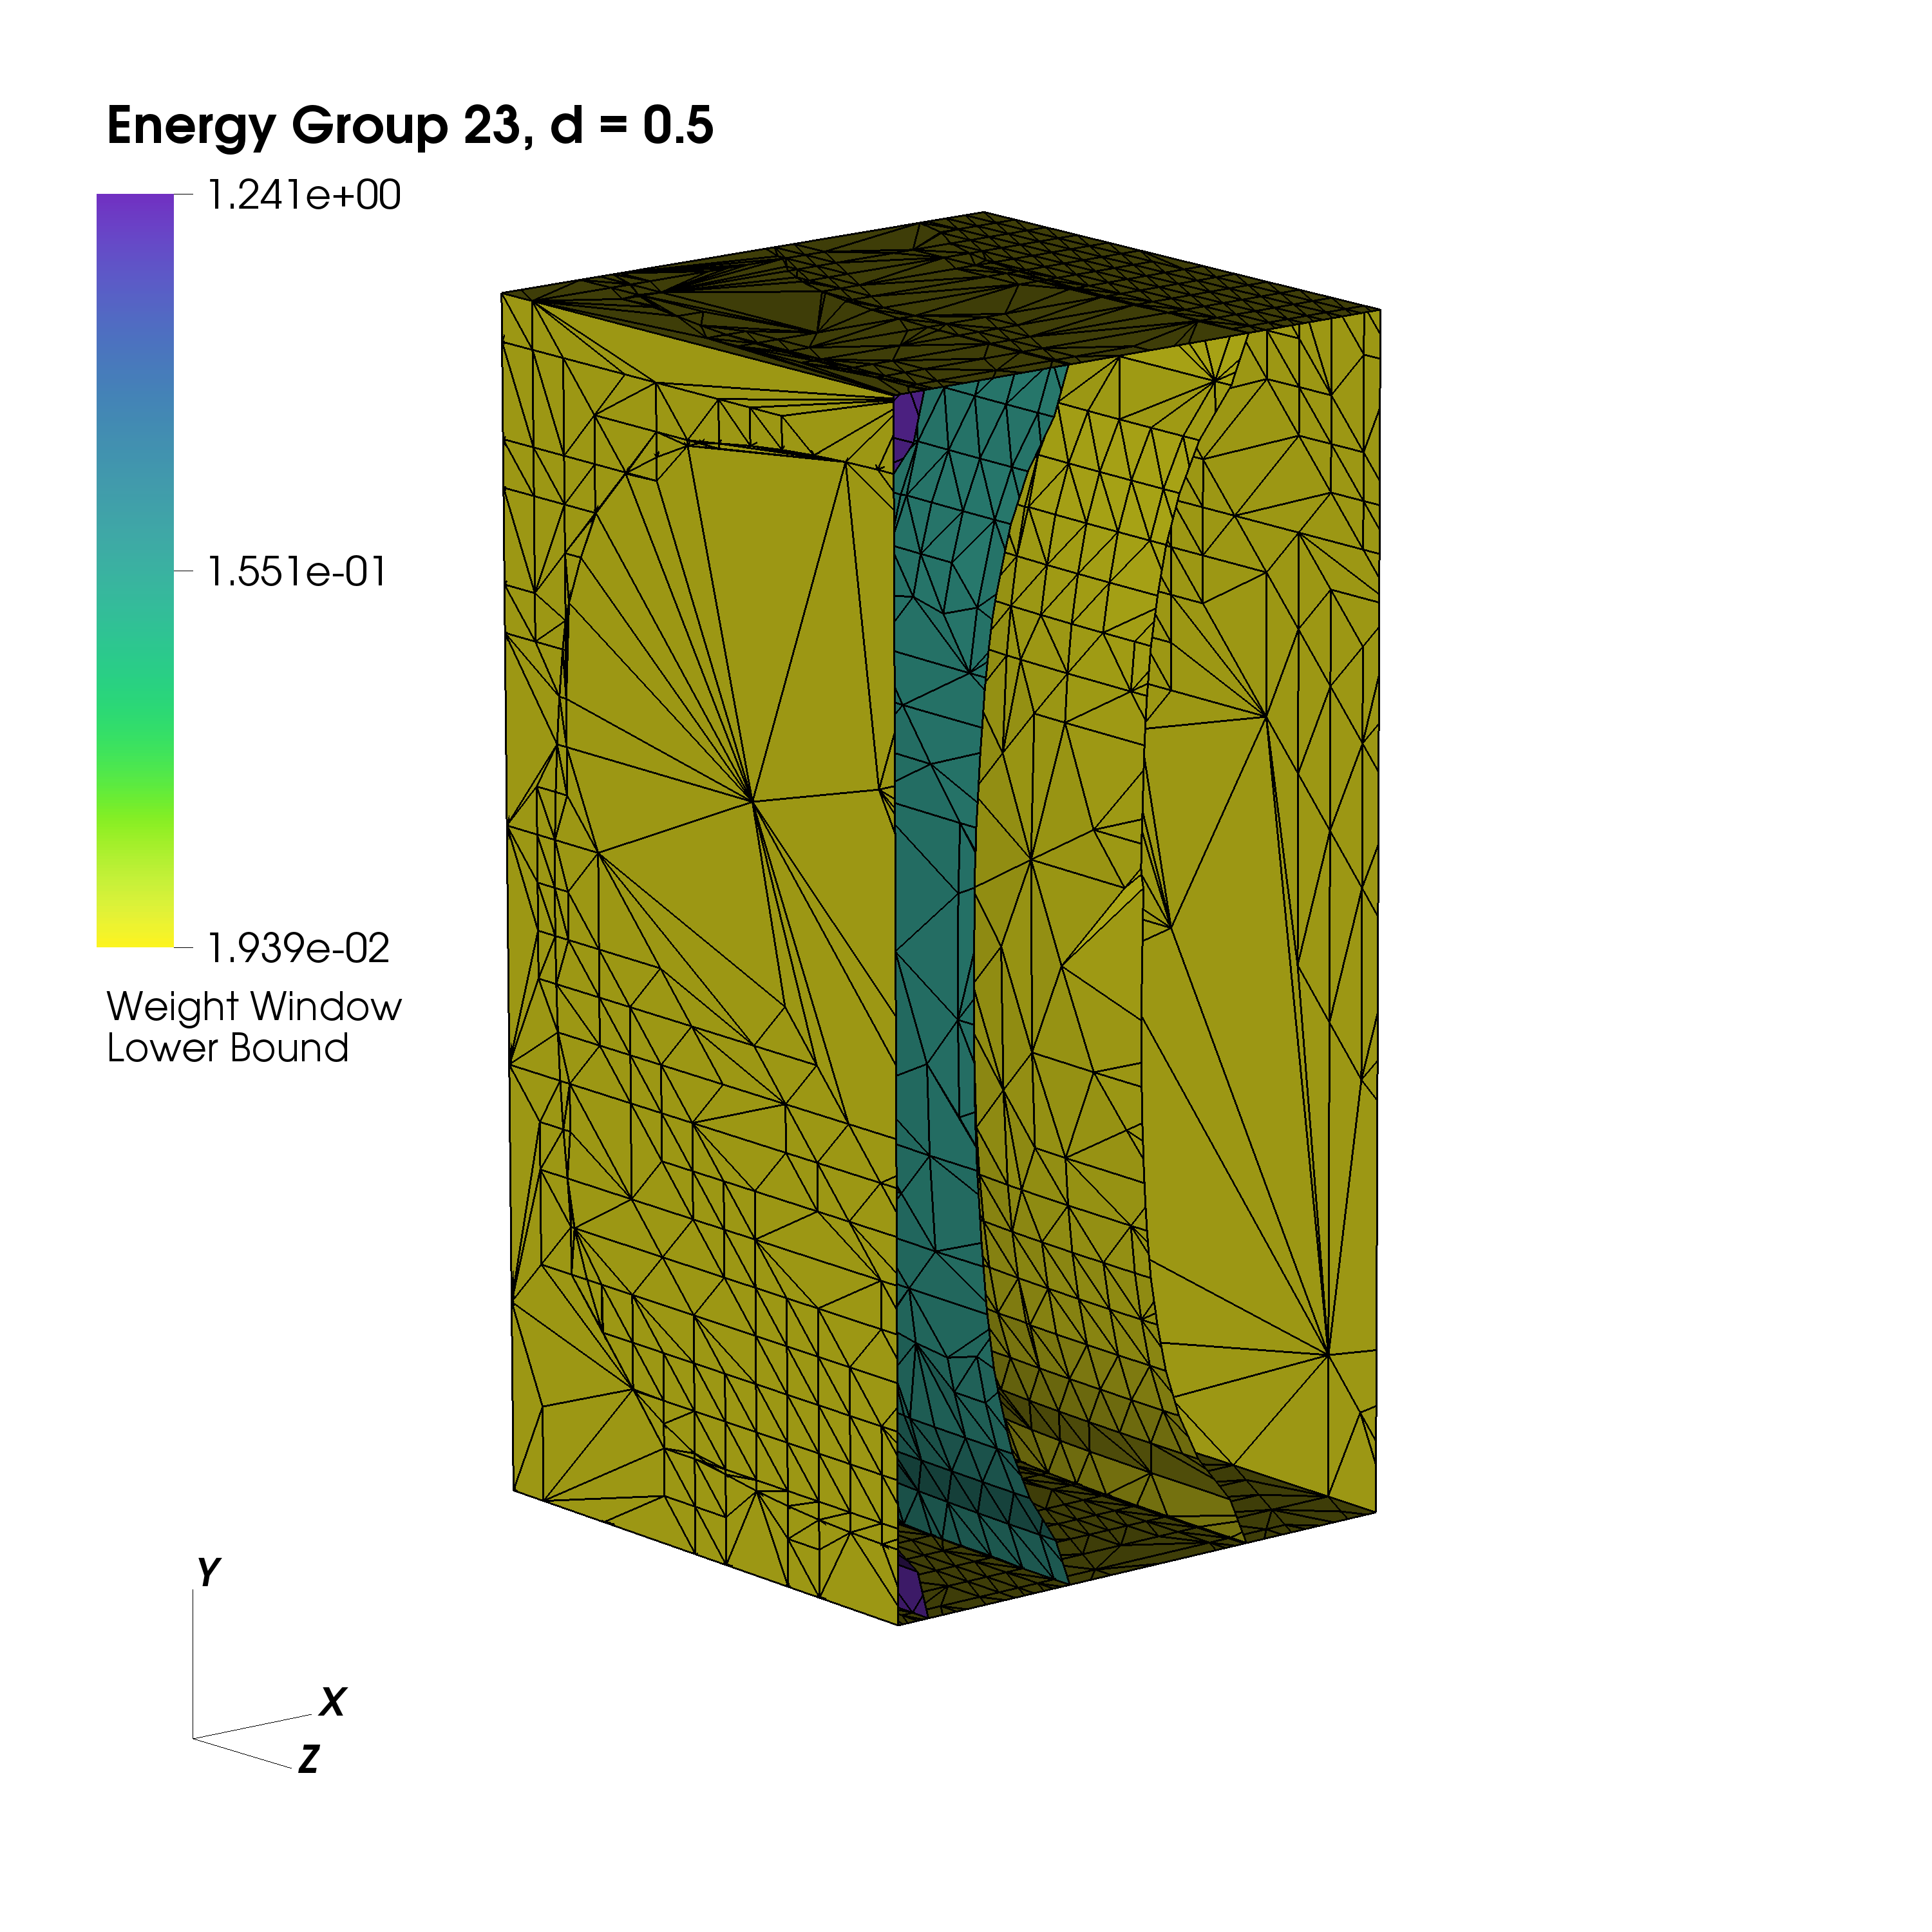 Energy Group 23, d = 0.5
1.241e+00
1.551e-01
1.939e-02
Weight Window
Lower Bound
Y
X
Z